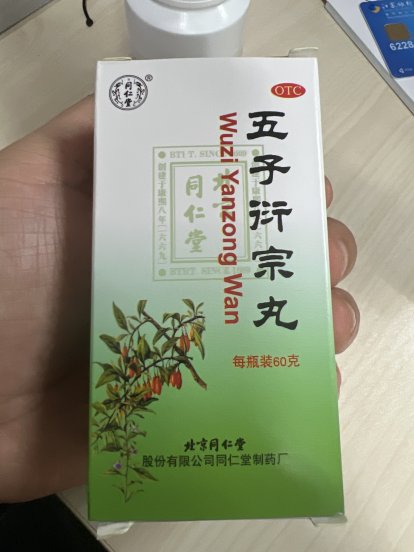 同仁堂
®
OTC
五子衍宗丸
Wuzi Yanzong Wan
同仁堂
每瓶装60克
北京同仁堂
股份有限公司同仁堂制药厂
6228